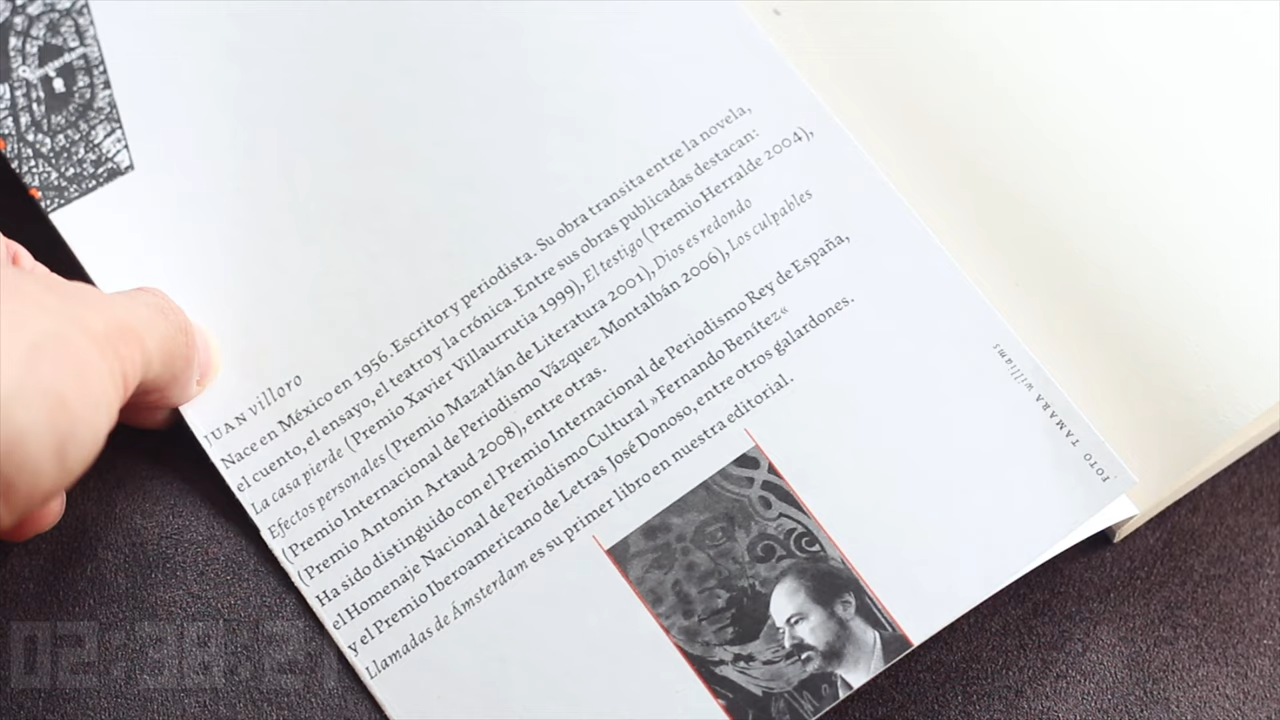 JUAN villoro
Nace en México en 1956. Escritor y periodista. Su obra transita entre la novela,
el cuento, el ensayo, el teatro y la crónica. Entre sus obras publicadas destacan:
La casa pierde (Premio Xavier Villaurrutia 1999), El testigo (Premio Herralde 2004),
Efectos personales (Premio Mazatlán de Literatura 2001), Dios es redondo
(Premio Internacional de Periodismo Vázquez Montalbán 2006), Los culpables
(Premio Antonin Artaud 2008), entre otras.
Ha sido distinguido con el Premio Internacional de Periodismo Rey de España,
el Homenaje Nacional de Periodismo Cultural »Fernando Benítez«
y el Premio Iberoamericano de Letras José Donoso, entre otros galardones.
Llamadas de Ámsterdam es su primer libro en nuestra editorial.
FOTO TAMARA williams